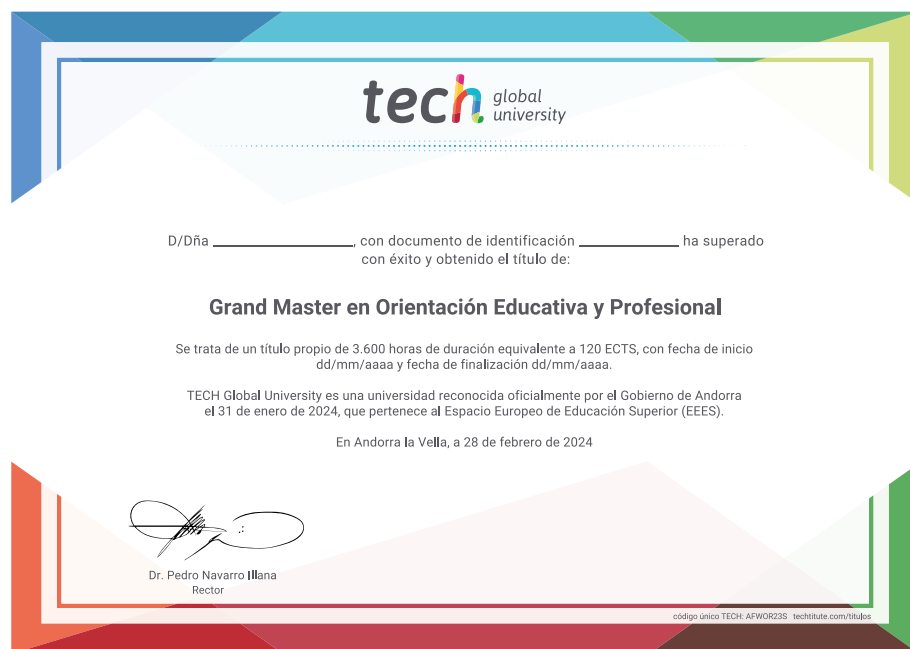 tech global
university
D/Dña ______________, con documento de identificación __________ ha superado
con éxito y obtenido el título de:
Grand Master en Orientación Educativa y Profesional
Se trata de un título propio de 3.600 horas de duración equivalente a 120 ECTS, con fecha de inicio
dd/mm/aaaa y fecha de finalización dd/mm/aaaa.
TECH Global University es una universidad reconocida oficialmente por el Gobierno de Andorra
el 31 de enero de 2024, que pertenece al Espacio Europeo de Educación Superior (EEES).
En Andorra la Vella, a 28 de febrero de 2024
Dr. Pedro Navarro Illana
Rector
código único TECH: AFWOR23S techtitute.com/titulos